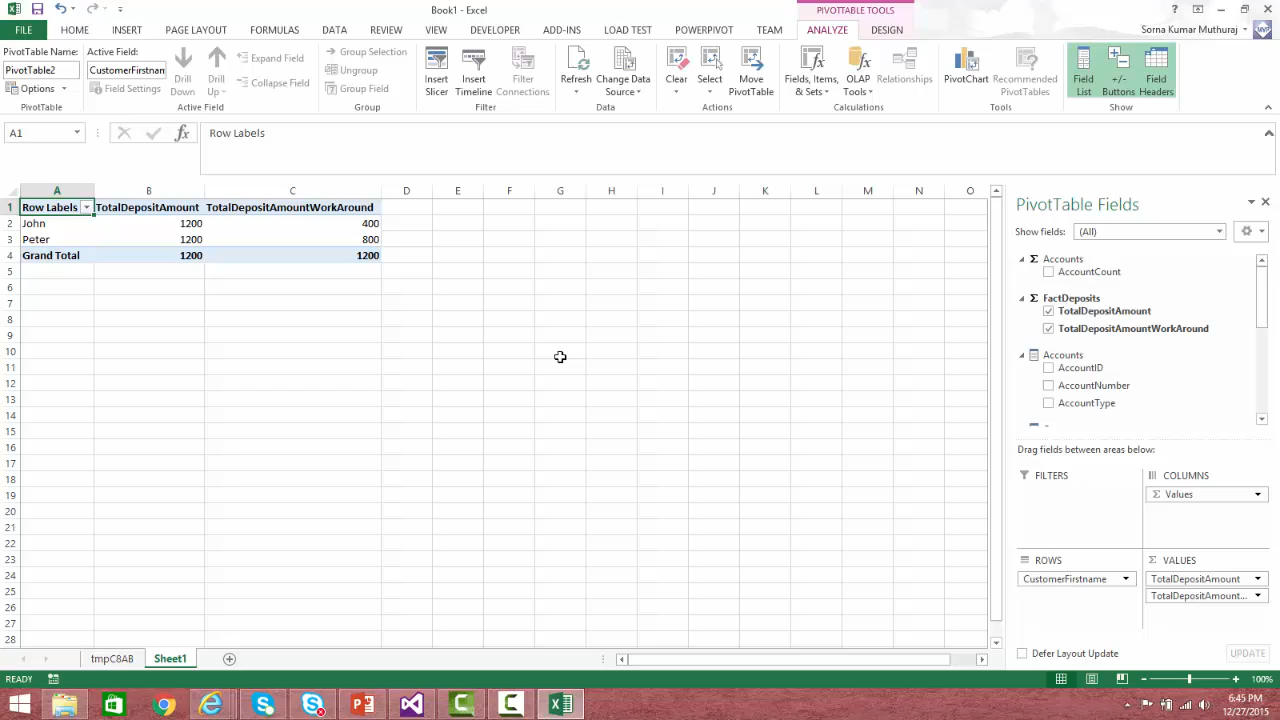 Book1 - Excel
PIVOTTABLE TOOLS
FILE HOME INSERT PAGE LAYOUT FORMULAS DATA REVIEW VIEW DEVELOPER ADD-INS LOAD TEST POWERPIVOT TEAM ANALYZE DESIGN
Sorna Kumar Muthuraj
PivotTable Name:
PivotTable2
Options
PivotTable
Active Field:
CustomerFirstnam
Field Settings
Drill Down
Drill Up
Expand Field
Collapse Field
Active Field
Group Selection
Ungroup
Group Field
Group
Insert Slicer
Insert Timeline
Filter Connections
Filter
Refresh
Change Data Source
Data
Clear
Select
Move PivotTable
Actions
Fields, Items, & Sets
OLAP Tools
Relationships
Calculations
PivotChart
Recommended PivotTables
Tools
Field List
+/- Buttons
Field Headers
Show
A1
fx
Row Labels
A B C D E F G H I J K L M N O
1 Row Labels TotalDepositAmount TotalDepositAmountWorkAround
2 John 1200 400
3 Peter 1200 800
4 Grand Total 1200 1200
5
6
7
8
9
10
11
12
13
14
15
16
17
18
19
20
21
22
23
24
25
26
27
28
PivotTable Fields
Show fields: (All)
Σ Accounts
AccountCount
Σ FactDeposits
TotalDepositAmount
TotalDepositAmountWorkAround
Accounts
AccountID
AccountNumber
AccountType
Drag fields between areas below:
FILTERS
COLUMNS
Σ Values
ROWS
CustomerFirstname
Σ VALUES
TotalDepositAmount
TotalDepositAmount...
Defer Layout Update
UPDATE
tmpC8AB Sheet1
READY
100%
6:45 PM
12/27/2015